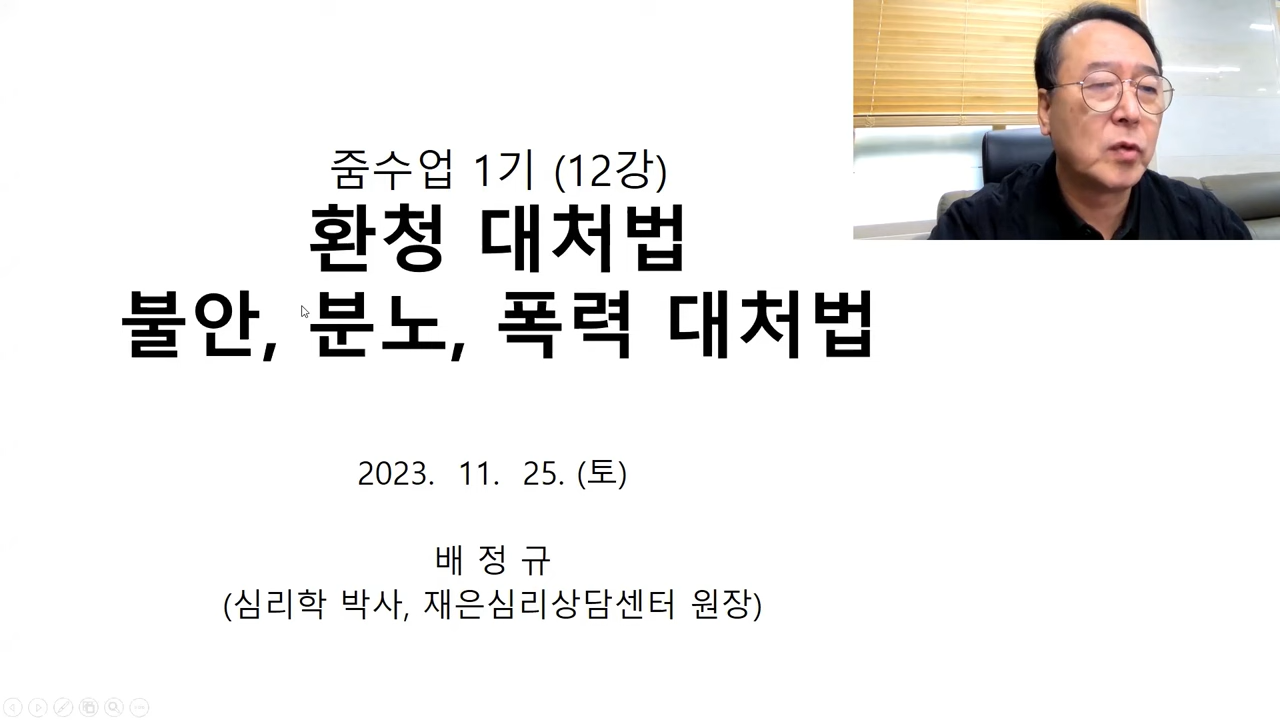 줌수업 1기 (12강)
환청 대처법
불안, 분노, 폭력 대처법
2023. 11. 25. (토)
배 정 규
(심리학 박사, 재은심리상담센터 원장)